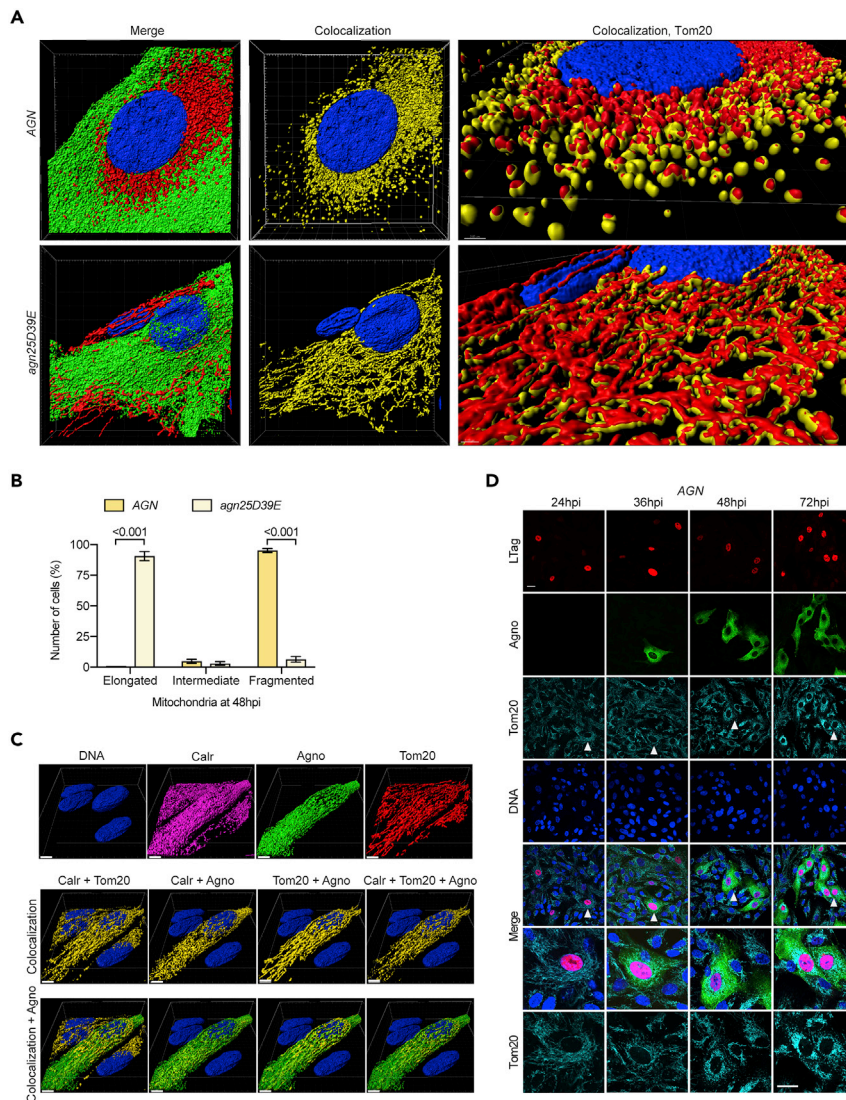 A
Merge
Colocalization
Colocalization, Tom20
AGN
agn25D39E
B
AGN
agn25D39E
<0.001
<0.001
100
75
50
25
0
Number of cells (%)
Elongated
Intermediate
Fragmented
Mitochondria at 48hpi
C
DNA
Calr
Agno
Tom20
Calr + Tom20
Calr + Agno
Tom20 + Agno
Calr + Tom20 + Agno
Colocalization
Colocalization + Agno
D
AGN
24hpi
36hpi
48hpi
72hpi
LTag
Agno
Tom20
DNA
Merge
Tom20